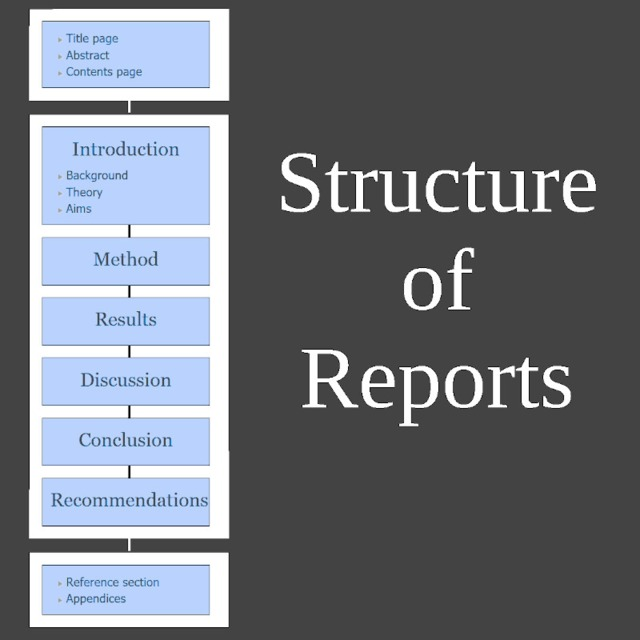 Title page
Abstract
Contents page
Introduction
Background
Theory
Aims
Method
Results
Discussion
Conclusion
Recommendations
Reference section
Appendices
Structure
of
Reports